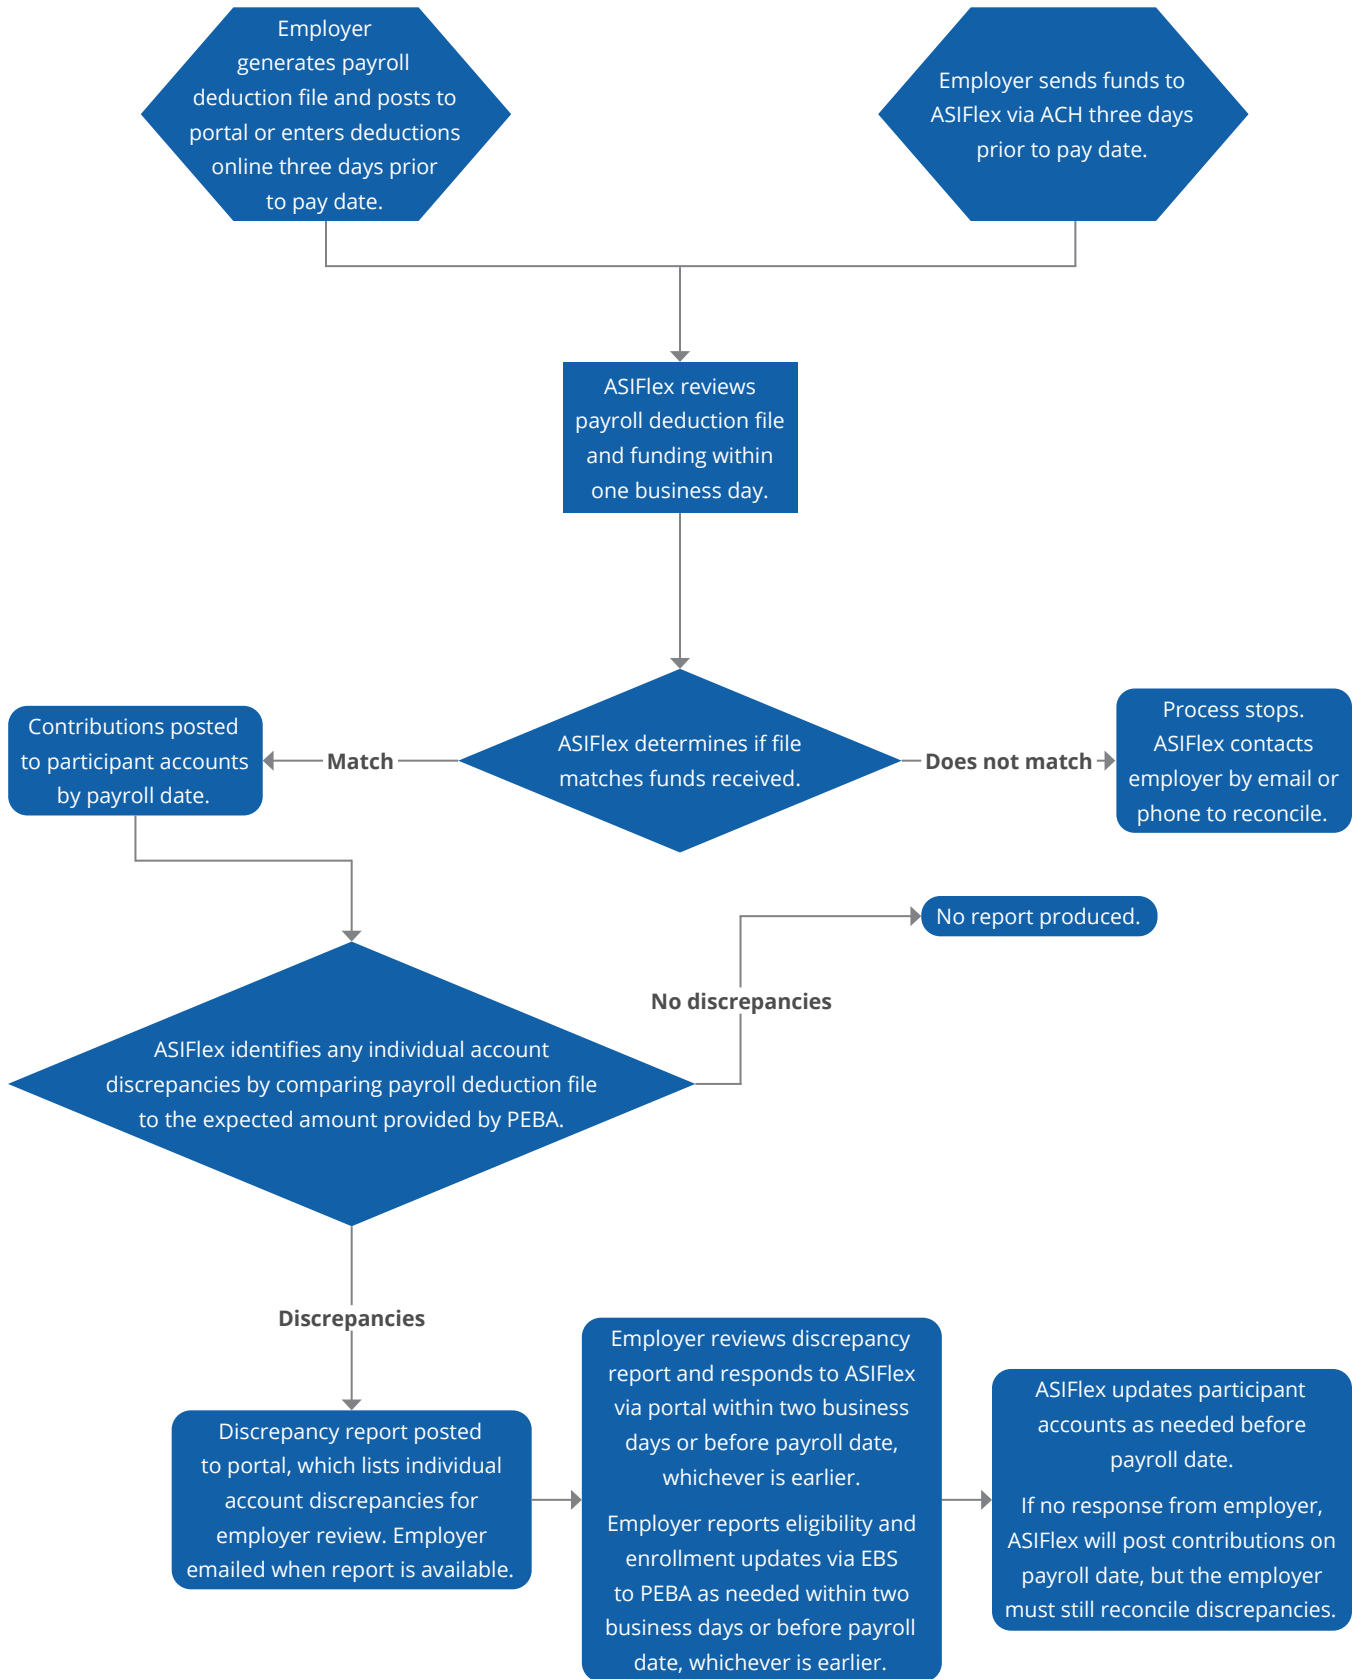 Employer
generates payroll
deduction file and posts to
portal or enters deductions
online three days prior
to pay date.
Employer sends funds to
ASIFlex via ACH three days
prior to pay date.
ASIFlex reviews
payroll deduction file
and funding within
one business day.
ASIFlex determines if file
matches funds received.
Match
Does not match
Contributions posted
to participant accounts
by payroll date.
Process stops.
ASIFlex contacts
employer by email or
phone to reconcile.
No report produced.
No discrepancies
ASIFlex identifies any individual account
discrepancies by comparing payroll deduction file
to the expected amount provided by PEBA.
Discrepancies
Discrepancy report posted
to portal, which lists individual
account discrepancies for
employer review. Employer
emailed when report is available.
Employer reviews discrepancy
report and responds to ASIFlex
via portal within two business
days or before payroll date,
whichever is earlier.
Employer reports eligibility and
enrollment updates via EBS
to PEBA as needed within two
business days or before payroll
date, whichever is earlier.
ASIFlex updates participant
accounts as needed before
payroll date.
If no response from employer,
ASIFlex will post contributions on
payroll date, but the employer
must still reconcile discrepancies.